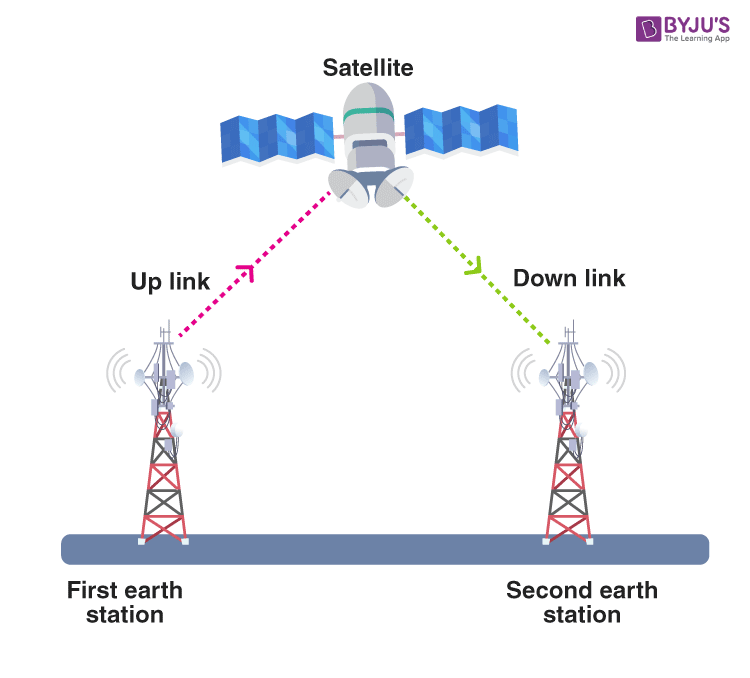 BYJU'S
The Learning App
Satellite
Up link
Down link
First earth
station
Second earth
station